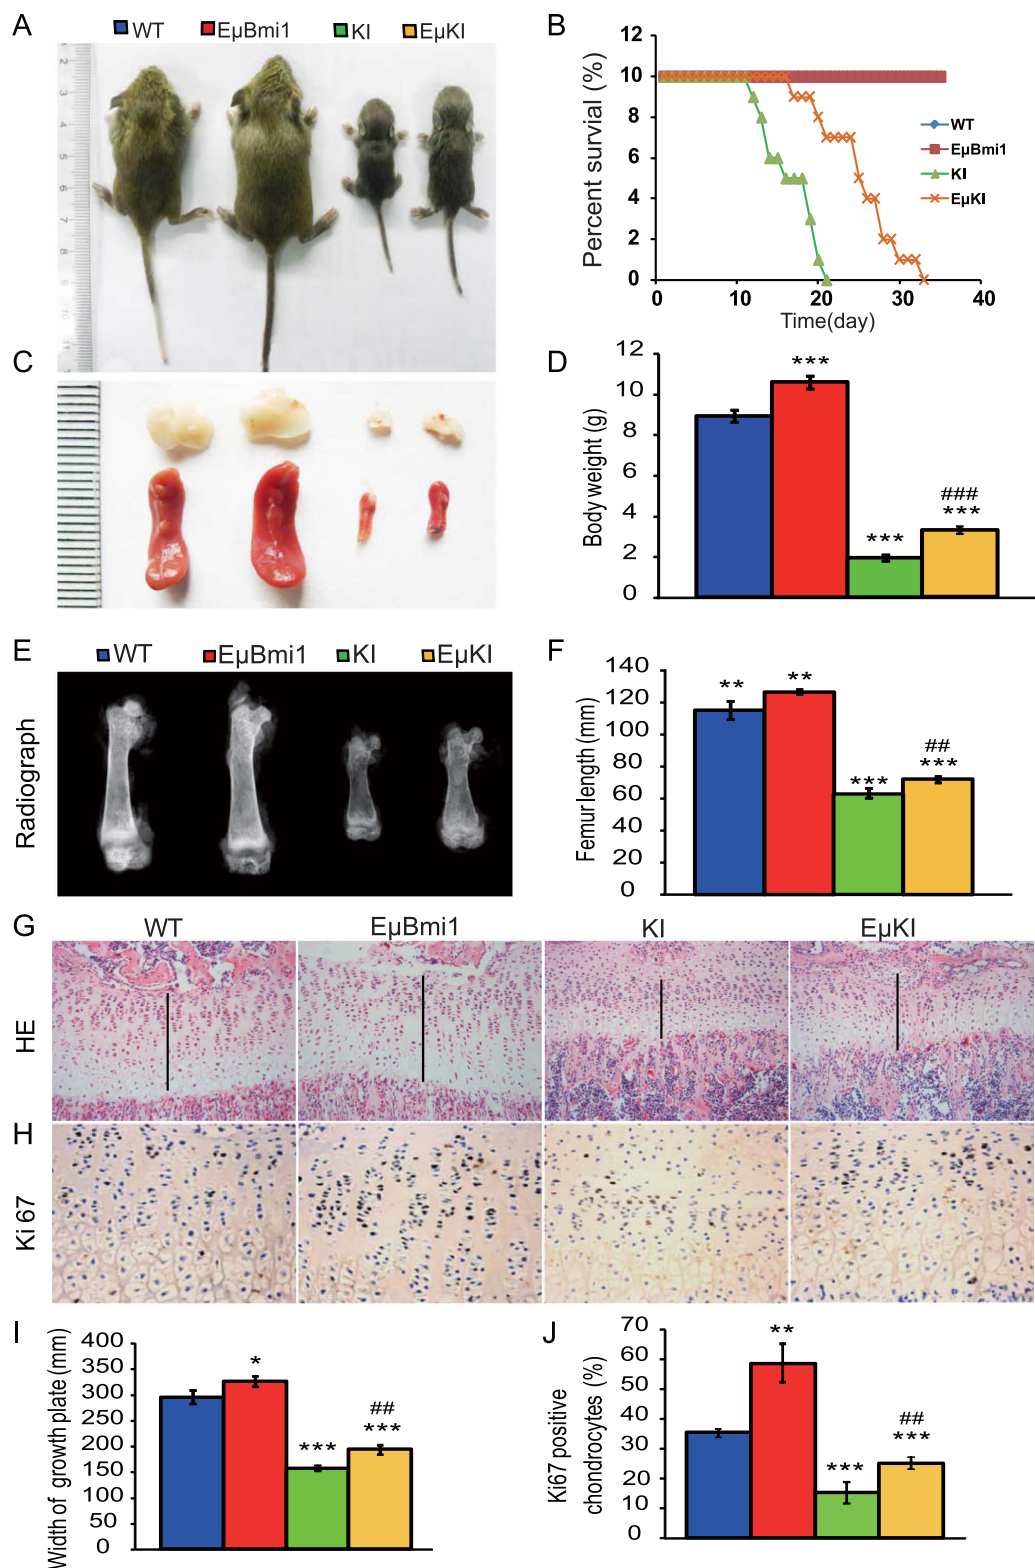 A
WT EµBmi1 KI EµKI
B
12
10
8
6
4
2
0
Percent survial (%)
0 10 20 30 40
Time(day)
WT
EµBmi1
KI
EµKI
C
D
12
10
8
6
4
2
0
Body weight (g)
***
***
###
***
E
WT EµBmi1 KI EµKI
Radiograph
F
140
120
100
80
60
40
20
0
Femur length (mm)
**
**
***
##
***
G
WT EµBmi1 KI EµKI
HE
H
Ki 67
I
400
350
300
250
200
150
100
50
0
Width of growth plate (mm)
*
***
##
***
J
70
60
50
40
30
20
10
0
Ki67 positive
chondrocytes (%)
**
***
##
***